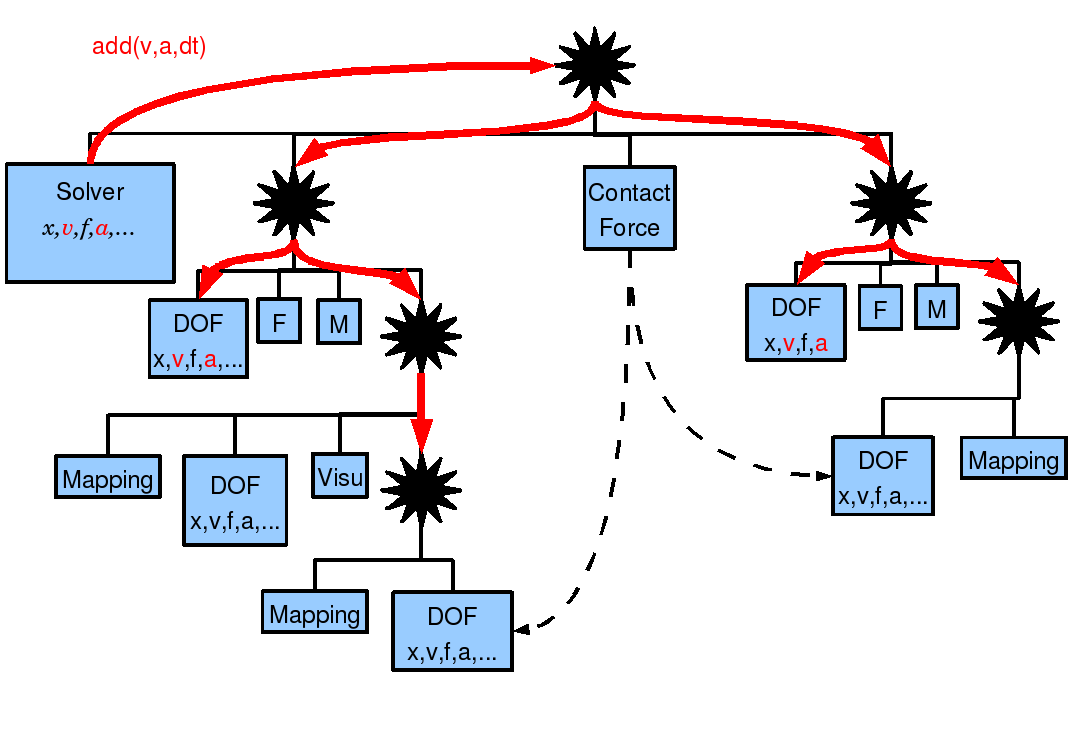 add(v,a,dt)
Solver
x,v,f,a,...
Contact
Force
DOF
x,v,f,a,...
F
M
DOF
x,v,f,a
F
M
Mapping
DOF
x,v,f,a,...
Visu
DOF
x,v,f,a,...
Mapping
Mapping
DOF
x,v,f,a,...